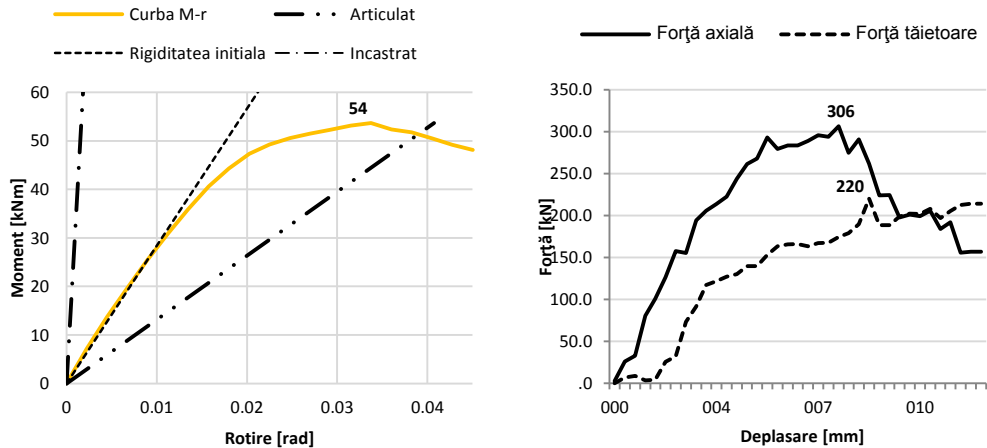 Curba M-r Articulat
Rigiditatea initiala Incastrat
60
50
40
30
20
10
0
Moment [kNm]
54
0 0.01 0.02 0.03 0.04
Rotire [rad]
Forţă axială Forţă tăietoare
350.0
300.0
250.0
200.0
150.0
100.0
50.0
.0
Forţă [kN]
306
220
000 004 007 010
Deplasare [mm]